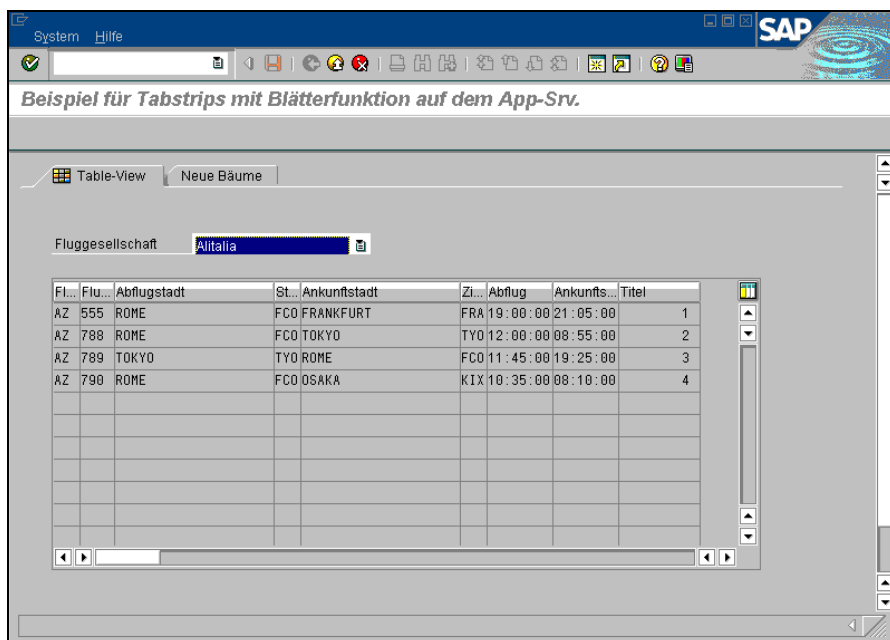 System Hilfe
SAP
Beispiel für Tabstrips mit Blätterfunktion auf dem App-Srv.
Table-View Neue Bäume
Fluggesellschaft Alitalia
Fl... Flu... Abflugstadt St... Ankunftstadt Zi... Abflug Ankunfts... Titel
AZ 555 ROME FCO FRANKFURT FRA 19:00:00 21:05:00 1
AZ 788 ROME FCO TOKYO TYO 12:00:00 08:55:00 2
AZ 789 TOKYO TYO ROME FCO 11:45:00 19:25:00 3
AZ 790 ROME FCO OSAKA KIX 10:35:00 08:10:00 4